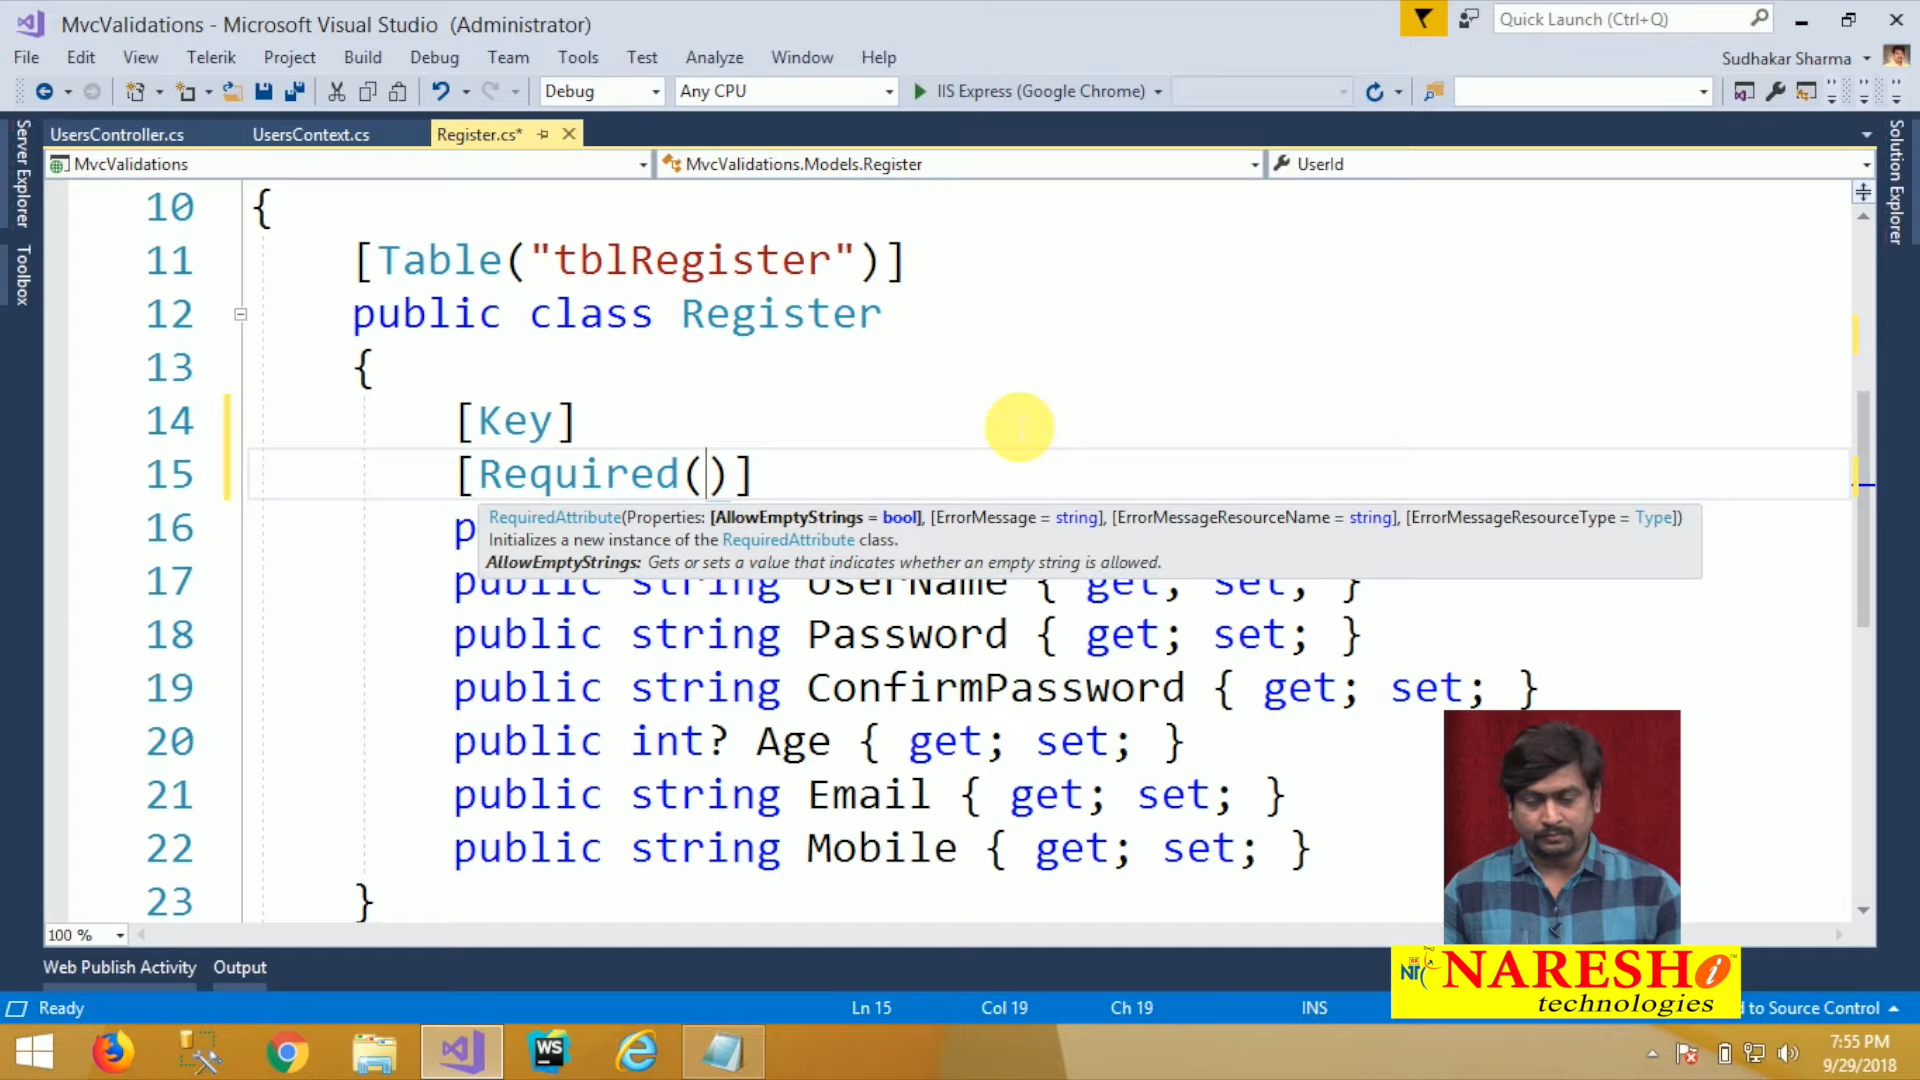 MvcValidations - Microsoft Visual Studio (Administrator)
Quick Launch (Ctrl+Q)
File Edit View Telerik Project Build Debug Team Tools Test Analyze Window Help
Sudhakar Sharma
Debug Any CPU IIS Express (Google Chrome)
Server Explorer
Toolbox
Solution Explorer
UsersController.cs UsersContext.cs Register.cs*
MvcValidations MvcValidations.Models.Register UserId
10 {
11 [Table("tblRegister")]
12 public class Register
13 {
14 [Key]
15 [Required()]
RequiredAttribute(Properties: [AllowEmptyStrings = bool], [ErrorMessage = string], [ErrorMessageResourceName = string], [ErrorMessageResourceType = Type])
16 p Initializes a new instance of the RequiredAttribute class.
AllowEmptyStrings: Gets or sets a value that indicates whether an empty string is allowed.
17 public string UserName { get; set; }
18 public string Password { get; set; }
19 public string ConfirmPassword { get; set; }
20 public int? Age { get; set; }
21 public string Email { get; set; }
22 public string Mobile { get; set; }
23 }
100 %
Web Publish Activity Output
Ready Ln 15 Col 19 Ch 19 INS d to Source Control
NARESH i
technologies
WS
7:55 PM
9/29/2018